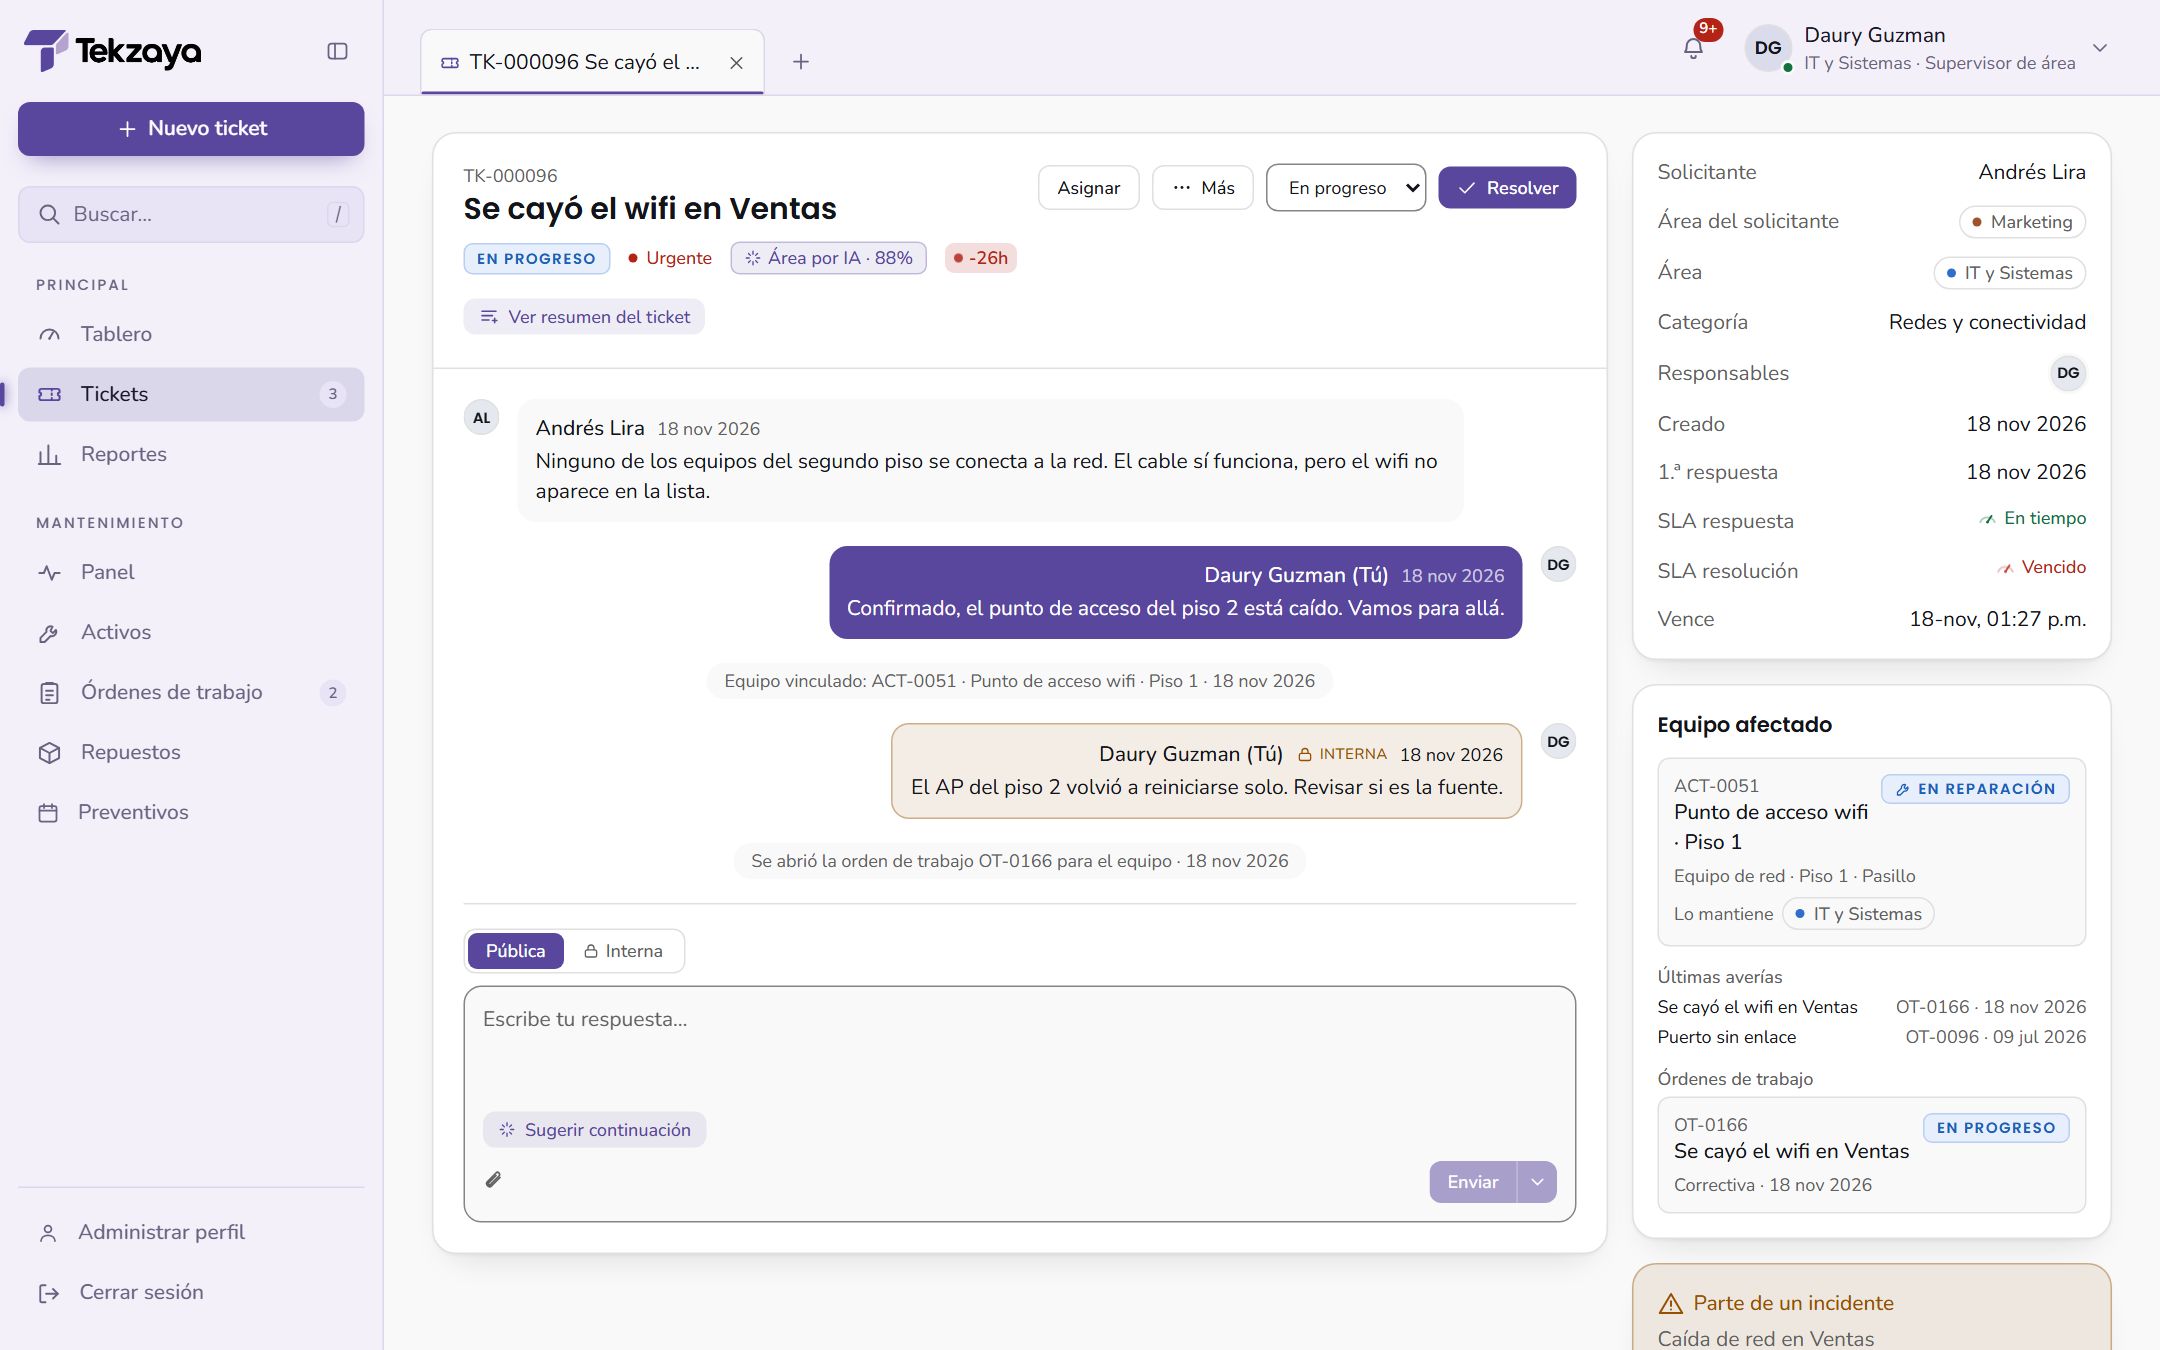 Tekzaya
Nuevo ticket
Buscar...
/
PRINCIPAL
Tablero
Tickets
3
Reportes
MANTENIMIENTO
Panel
Activos
Órdenes de trabajo
2
Repuestos
Preventivos
Administrar perfil
Cerrar sesión
TK-000096 Se cayó el ...
9+
DG
Daury Guzman
IT y Sistemas · Supervisor de área
TK-000096
Se cayó el wifi en Ventas
Asignar
Más
En progreso
Resolver
EN PROGRESO
Urgente
Área por IA · 88%
-26h
Ver resumen del ticket
AL
Andrés Lira 18 nov 2026
Ninguno de los equipos del segundo piso se conecta a la red. El cable sí funciona, pero el wifi no
aparece en la lista.
Daury Guzman (Tú) 18 nov 2026
Confirmado, el punto de acceso del piso 2 está caído. Vamos para allá.
DG
Equipo vinculado: ACT-0051 · Punto de acceso wifi · Piso 1 · 18 nov 2026
Daury Guzman (Tú) INTERNA 18 nov 2026
El AP del piso 2 volvió a reiniciarse solo. Revisar si es la fuente.
DG
Se abrió la orden de trabajo OT-0166 para el equipo · 18 nov 2026
Pública
Interna
Escribe tu respuesta...
Sugerir continuación
Enviar
Solicitante Andrés Lira
Área del solicitante Marketing
Área IT y Sistemas
Categoría Redes y conectividad
Responsables DG
Creado 18 nov 2026
1.ª respuesta 18 nov 2026
SLA respuesta En tiempo
SLA resolución Vencido
Vence 18-nov, 01:27 p.m.
Equipo afectado
ACT-0051
EN REPARACIÓN
Punto de acceso wifi
· Piso 1
Equipo de red · Piso 1 · Pasillo
Lo mantiene IT y Sistemas
Últimas averías
Se cayó el wifi en Ventas OT-0166 · 18 nov 2026
Puerto sin enlace OT-0096 · 09 jul 2026
Órdenes de trabajo
OT-0166
EN PROGRESO
Se cayó el wifi en Ventas
Correctiva · 18 nov 2026
Parte de un incidente
Caída de red en Ventas